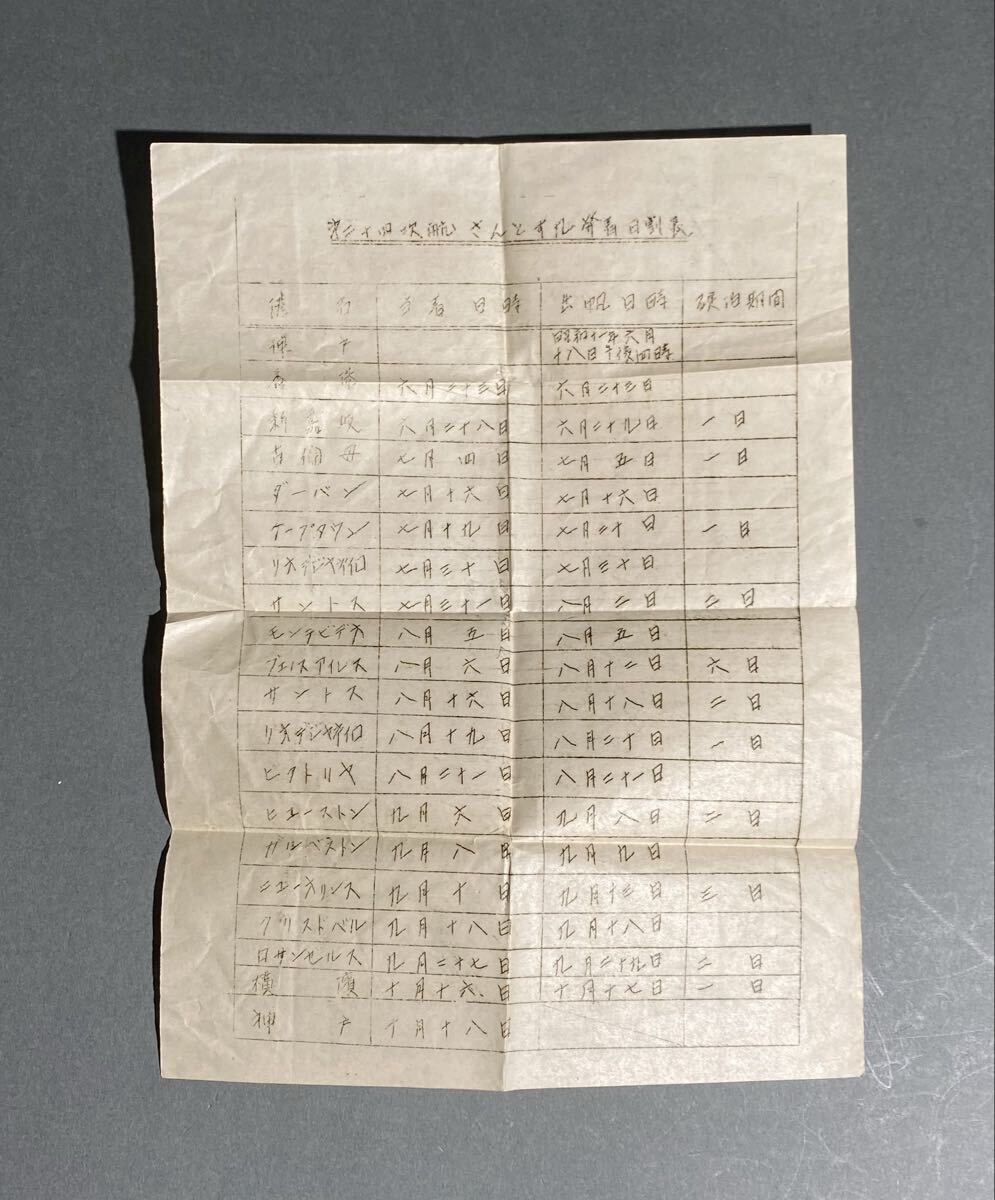 第二十四次航 さんとす丸発着日割表
港名 到着日時 出帆日時 碇泊期間
神戸 昭和十一年六月
十八日午後四時
香港 六月二十三日 六月二十三日
新嘉坡 六月二十八日 六月二十九日 一日
古倫母 七月四日 七月五日 一日
ダーバン 七月十六日 七月十六日
ケープタウン 七月十九日 七月二十日 一日
リオデジャネイロ 七月三十日 七月三十日
サントス 七月三十一日 八月二日 二日
モンテビデオ 八月五日 八月五日
ブエノスアイレス 八月六日 八月十二日 六日
サントス 八月十六日 八月十八日 二日
リオデジャネイロ 八月十九日 八月二十日 一日
ビクトリヤ 八月二十一日 八月二十一日
ヒューストン 九月六日 九月八日 二日
ガルベストン 九月八日 九月九日
ニューオリンス 九月十日 九月十三日 三日
クリストバル 九月十八日 九月十八日
ロサンゼルス 九月二十七日 九月二十九日 二日
横濱 十月十六日 十月十七日 一日
神戸 十月十八日